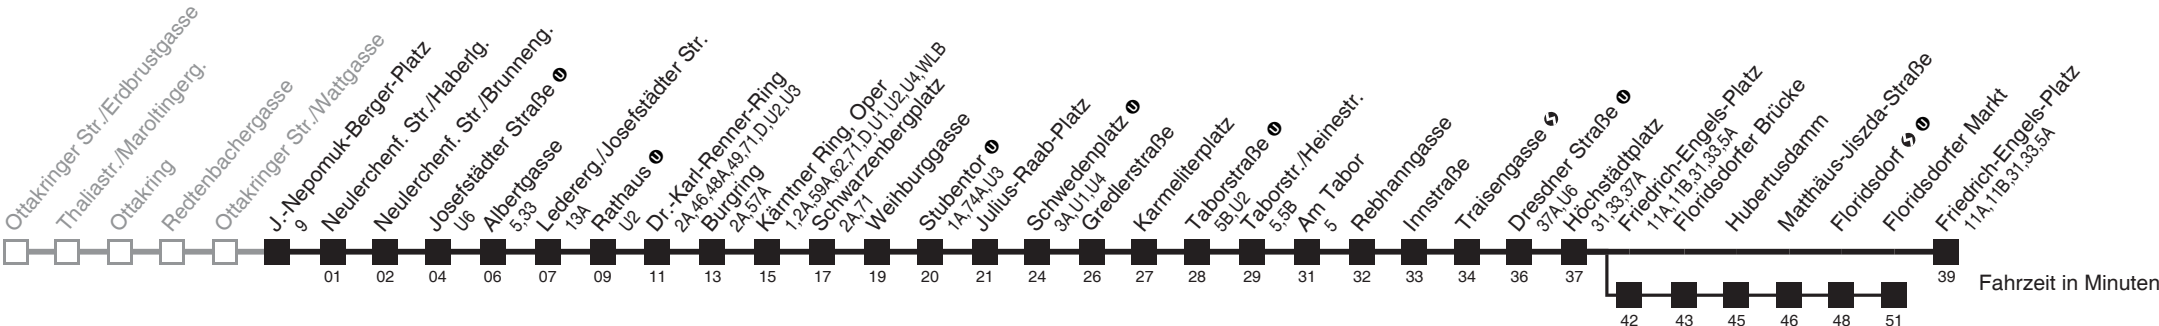 Ottakringer Str./Erdbrustgasse
Thaliastr./Maroltingerg.
Ottakring
Redtenbachergasse
Ottakringer Str./Wattgasse
J.-Nepomuk-Berger-Platz
9
Neulerchenf. Str./Haberlg.
Neulerchenf. Str./Brunneng.
Josefstädter Straße U
U6
Albertgasse
5,33
Ledererg./Josefstädter Str.
13A
Rathaus U
U2
Dr.-Karl-Renner-Ring
2A,46,48A,49,71,D,U2,U3
Burgring
2A,57A
Kärntner Ring, Oper
1,2A,59A,62,71,D,U1,U2,U4,WLB
Schwarzenbergplatz
2A,71
Weihburggasse
Stubentor U
1A,74A,U3
Julius-Raab-Platz
Schwedenplatz U
3A,U1,U4
Gredlerstraße
Karmeliterplatz
Taborstraße U
5B,U2
Taborstr./Heinestr.
5,5B
Am Tabor
5
Rebhanngasse
Innstraße
Traisengasse S
Dresdner Straße U
37A,U6
Höchstädtplatz
31,33,37A
Friedrich-Engels-Platz
11A,11B,31,33,5A
Floridsdorfer Brücke
Hubertusdamm
Matthäus-Jiszda-Straße
Floridsdorf S U
Floridsdorfer Markt
Friedrich-Engels-Platz
11A,11B,31,33,5A
01 02 04 06 07 09 11 13 15 17 19 20 21 24 26 27 28 29 31 32 33 34 36 37 39
Fahrzeit in Minuten
42 43 45 46 48 51